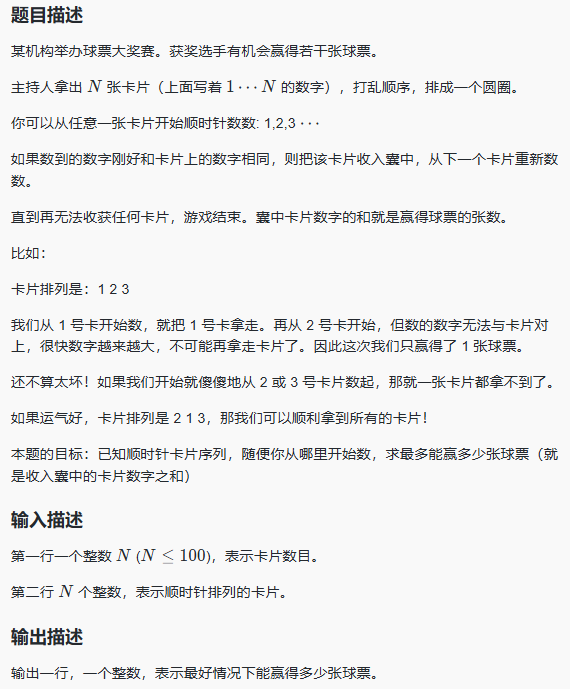 题目描述
某机构举办球票大奖赛。获奖选手有机会赢得若干张球票。
主持人拿出 N 张卡片（上面写着 1⋯N 的数字），打乱顺序，排成一个圆圈。
你可以从任意一张卡片开始顺时针数数: 1,2,3 ⋯
如果数到的数字刚好和卡片上的数字相同，则把该卡片收入囊中，从下一个卡片重新数
数。
直到再无法收获任何卡片，游戏结束。囊中卡片数字的和就是赢得球票的张数。
比如：
卡片排列是：1 2 3
我们从 1 号卡开始数，就把 1 号卡拿走。再从 2 号卡开始，但数的数字无法与卡片对
上，很快数字越来越大，不可能再拿走卡片了。因此这次我们只赢得了 1 张球票。
还不算太坏！如果我们开始就傻傻地从 2 或 3 号卡片数起，那就一张卡片都拿不到了。
如果运气好，卡片排列是 2 1 3，那我们可以顺利拿到所有的卡片！
本题的目标：已知顺时针卡片序列，随便你从哪里开始数，求最多能赢多少张球票（就
是收入囊中的卡片数字之和）
输入描述
第一行一个整数 N (N ≤ 100)，表示卡片数目。
第二行 N 个整数，表示顺时针排列的卡片。
输出描述
输出一行，一个整数，表示最好情况下能赢得多少张球票。